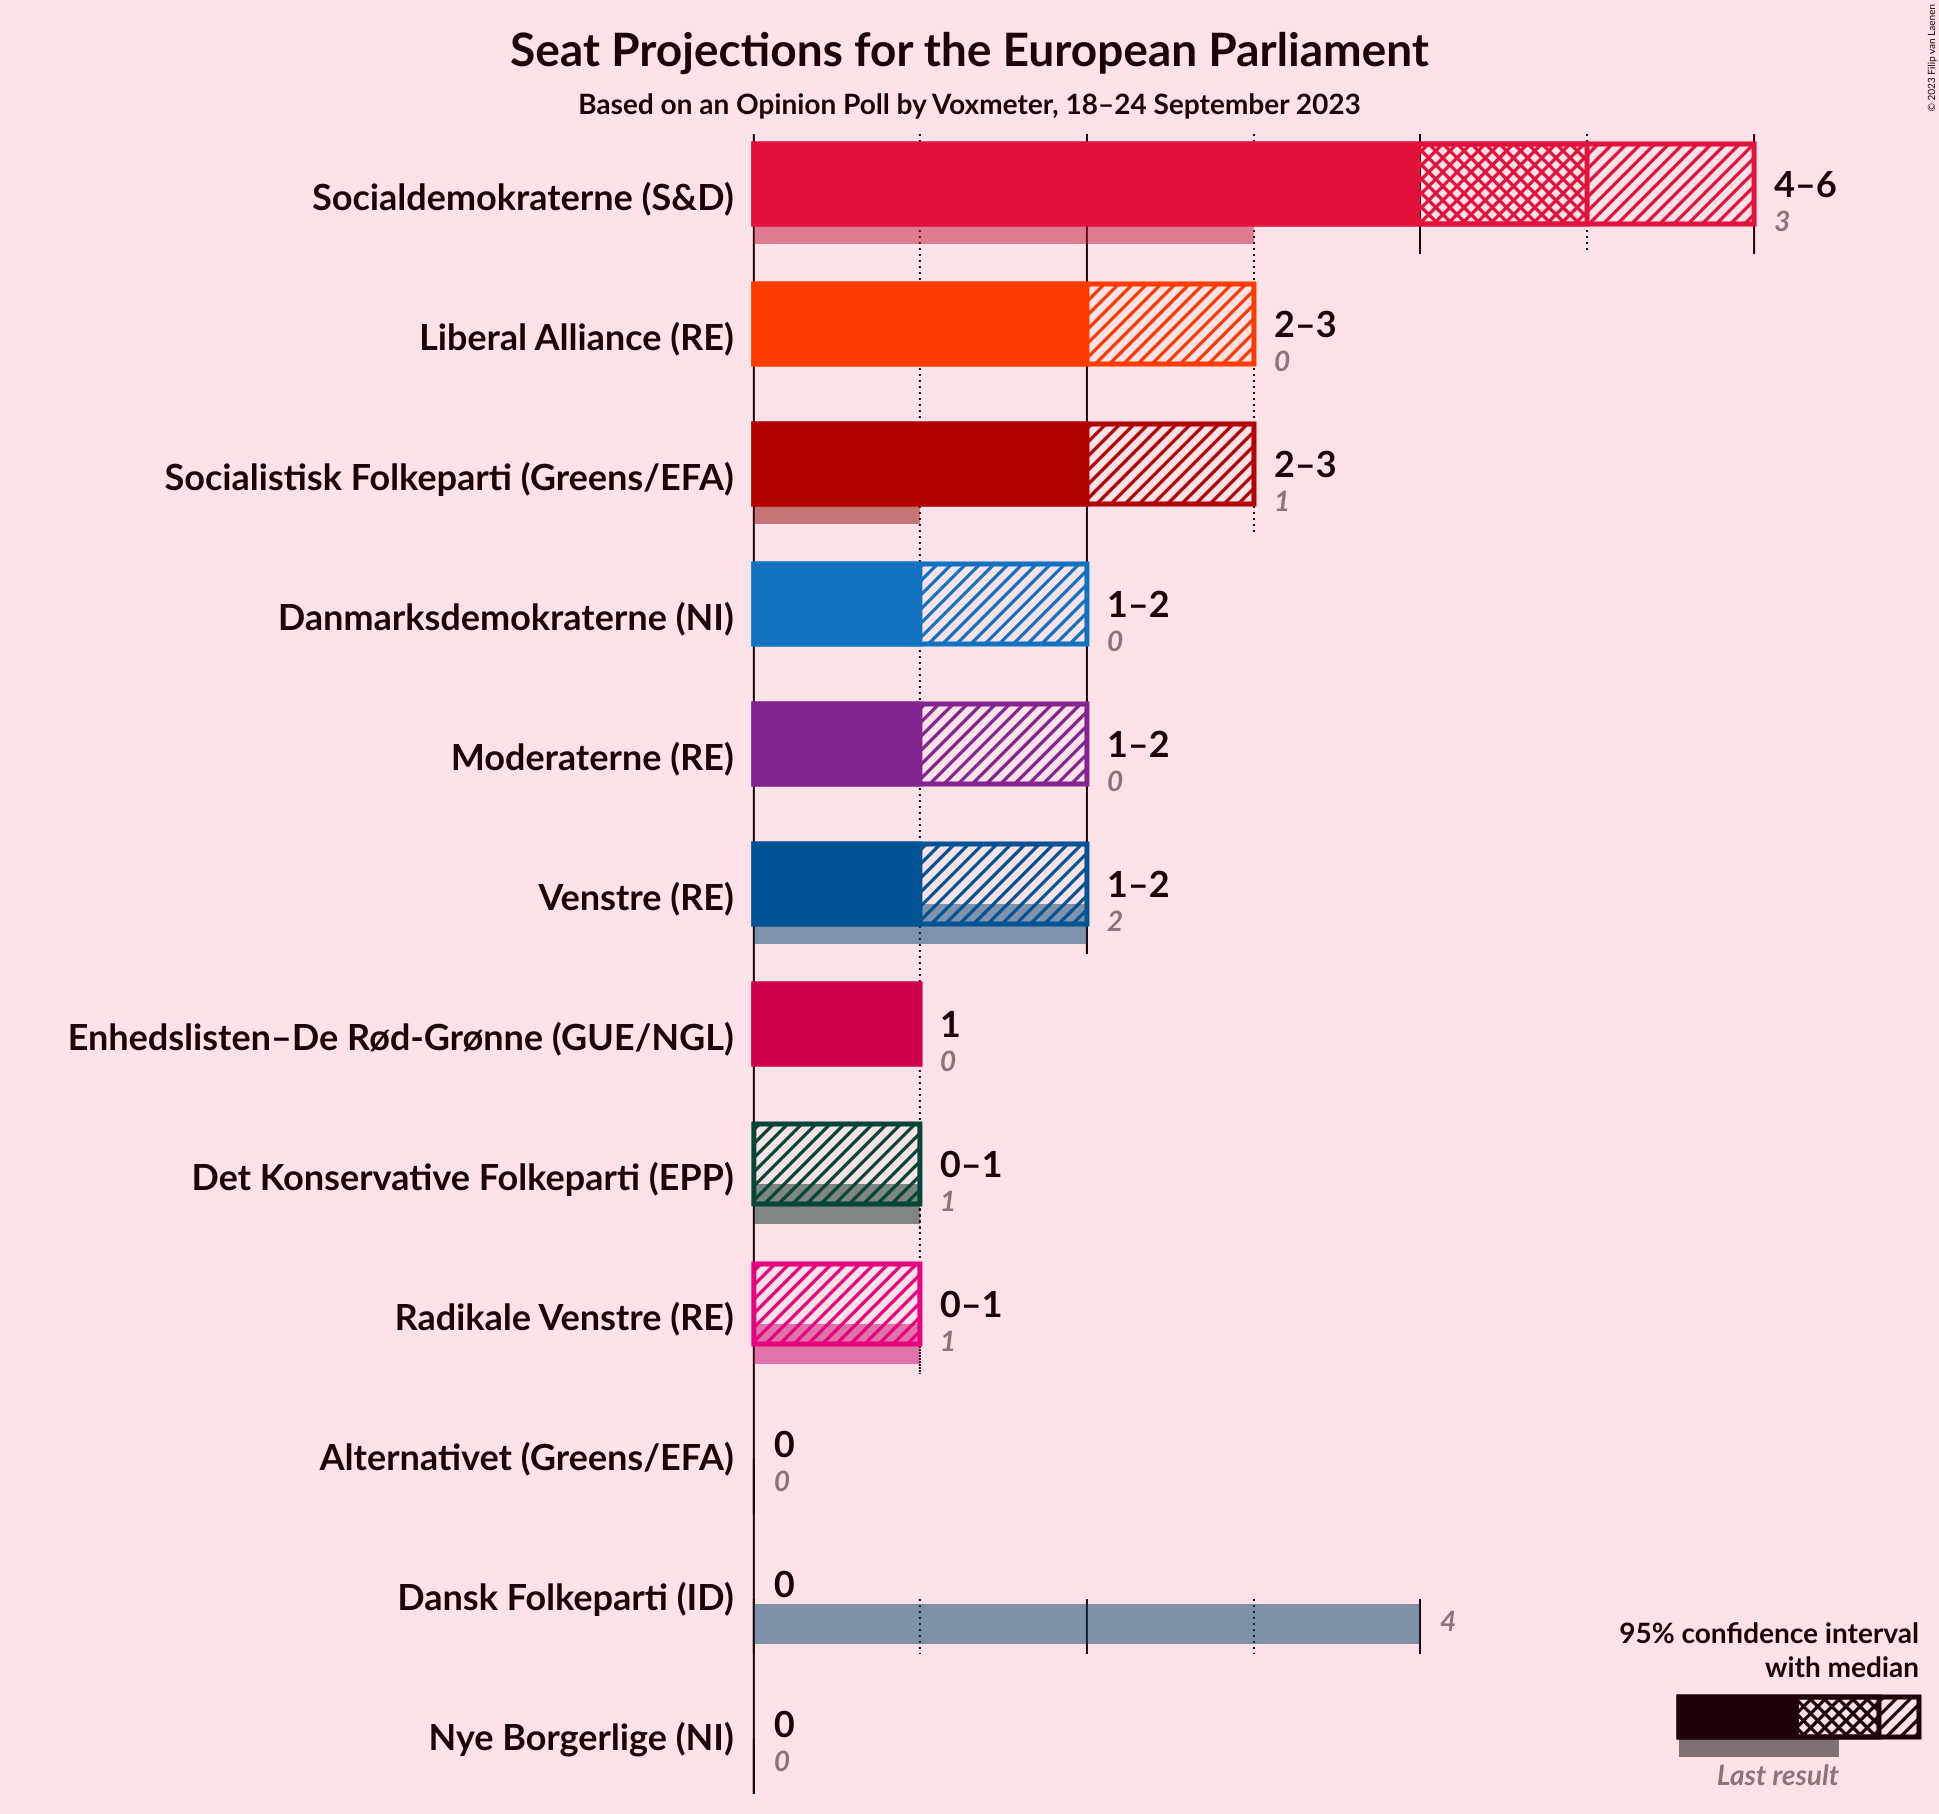 Seat Projections for the European Parliament
Based on an Opinion Poll by Voxmeter, 18–24 September 2023
© 2023 Filip van Laenen
Socialdemokraterne (S&D)
4–6
3
Liberal Alliance (RE)
2–3
0
Socialistisk Folkeparti (Greens/EFA)
2–3
1
Danmarksdemokraterne (NI)
1–2
0
Moderaterne (RE)
1–2
0
Venstre (RE)
1–2
2
Enhedslisten–De Rød-Grønne (GUE/NGL)
1
0
Det Konservative Folkeparti (EPP)
0–1
1
Radikale Venstre (RE)
0–1
1
Alternativet (Greens/EFA)
0
0
Dansk Folkeparti (ID)
0
4
Nye Borgerlige (NI)
0
0
95% confidence interval
with median
Last result